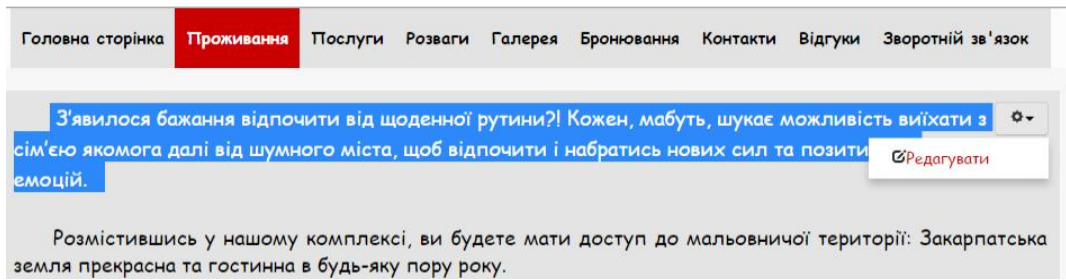 Головна сторінка Проживання Послуги Розваги Галерея Бронювання Контакти Відгуки Зворотній зв'язок
З'явилося бажання відпочити від щоденної рутини?! Кожен, мабуть, шукає можливість виїхати з
сім'єю якомога далі від шумного міста, щоб відпочити і набратись нових сил та
Редагувати
емоцій.
Розмістившись у нашому комплексі, ви будете мати доступ до мальовничої території: Закарпатська
земля прекрасна та гостинна в будь-яку пору року.